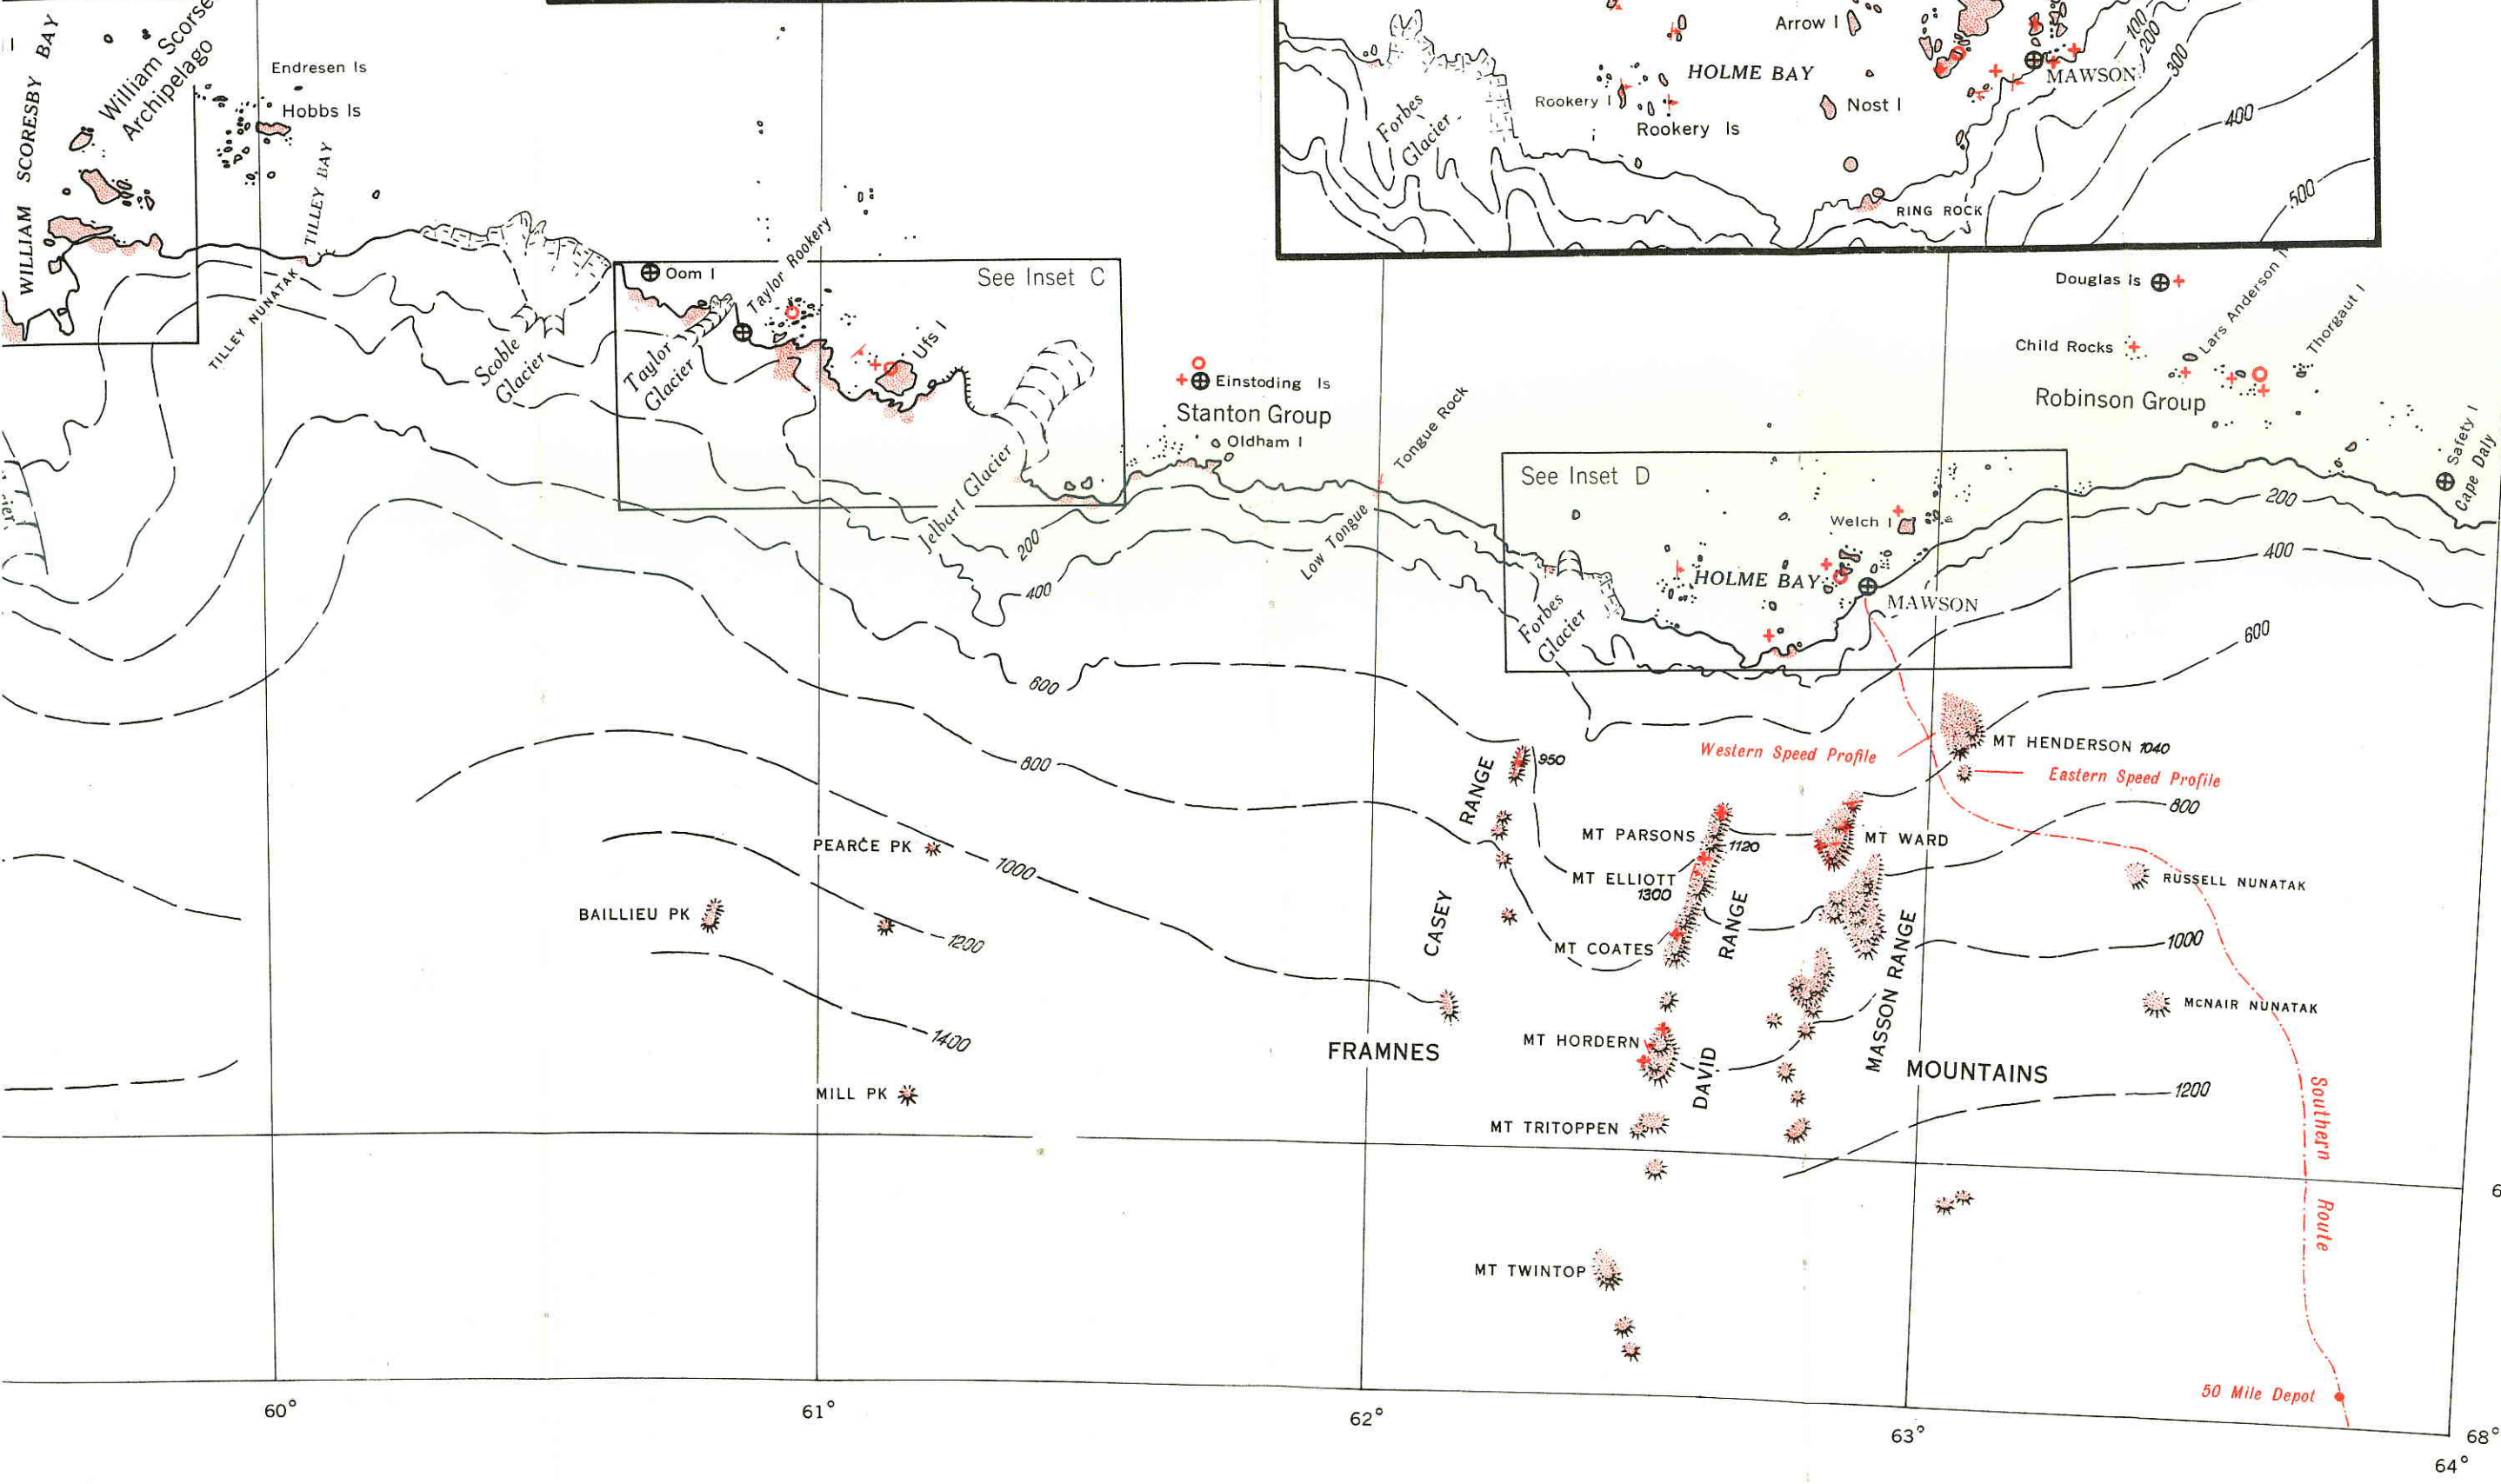 WILLIAM SCORESBY BAY
William Scorse
Archipelago
Endresen Is
Hobbs Is
TILLEY BAY
TILLEY NUNATAK
Scoble
Glacier
Oom I
Taylor Rookery
See Inset C
Taylor
Glacier
Ufs I
Jelbart Glacier
Einstoding Is
Stanton Group
Oldham I
Tongue Rock
Low Tongue
Arrow I
HOLME BAY
MAWSON
Rookery I
Rookery Is
Nost I
Forbes
Glacier
RING ROCK
100
200
300
400
500
Douglas Is
Lars Anderson
Thorgaut I
Child Rocks
Robinson Group
Safety I
Cape Daly
See Inset D
Welch I
HOLME BAY
MAWSON
Forbes
Glacier
200
400
600
800
1000
1200
1400
200
400
600
800
1000
1200
Western Speed Profile
MT HENDERSON 1040
Eastern Speed Profile
950
CASEY RANGE
MT PARSONS
1120
MT WARD
MT ELLIOTT
1300
RUSSELL NUNATAK
MT COATES
DAVID RANGE
MASSON RANGE
McNAIR NUNATAK
PEARCE PK
BAILLIEU PK
MILL PK
FRAMNES MOUNTAINS
MT HORDERN
MT TRITOPPEN
MT TWINTOP
Southern Route
50 Mile Depot
6
60°
61°
62°
63°
68°
64°